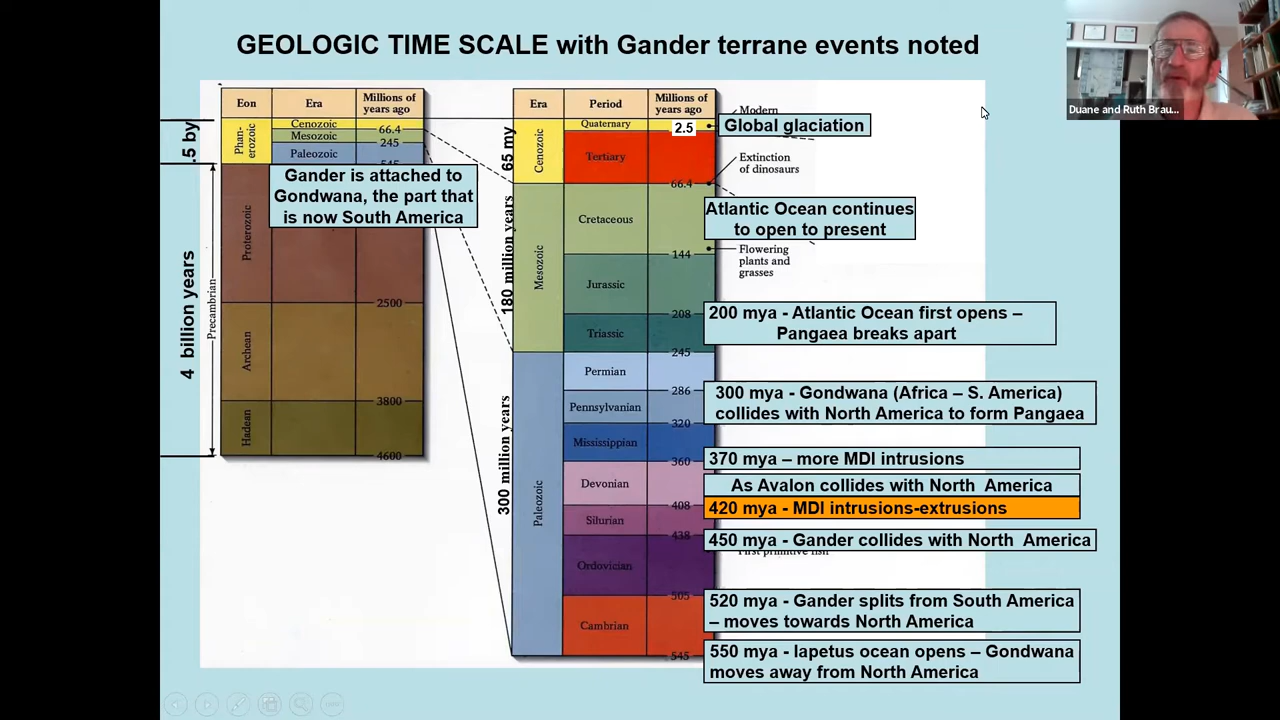 GEOLOGIC TIME SCALE with Gander terrane events noted
Duane and Ruth Brau...
Eon
Era
Millions of
years ago
.5 by
Phan-
erozoic
Cenozoic
66.4
Mesozoic
245
Paleozoic
545
Gander is attached to
Gondwana, the part that
is now South America
4 billion years
Precambrian
Proterozoic
2500
Archean
3800
Hadean
4600
Era
Period
Millions of
years ago
65 my
Cenozoic
Quaternary
2.5
Modern
Global glaciation
Tertiary
Extinction
of dinosaurs
66.4
180 million years
Mesozoic
Cretaceous
Atlantic Ocean continues
to open to present
144
Flowering
plants and
grasses
Jurassic
208
200 mya - Atlantic Ocean first opens –
Pangaea breaks apart
Triassic
245
300 million years
Paleozoic
Permian
286
300 mya - Gondwana (Africa – S. America)
collides with North America to form Pangaea
Pennsylvanian
320
Mississippian
360
370 mya – more MDI intrusions
Devonian
As Avalon collides with North America
408
420 mya - MDI intrusions-extrusions
Silurian
438
450 mya - Gander collides with North America
First primitive fish
Ordovician
505
520 mya - Gander splits from South America
– moves towards North America
Cambrian
545
550 mya - Iapetus ocean opens – Gondwana
moves away from North America